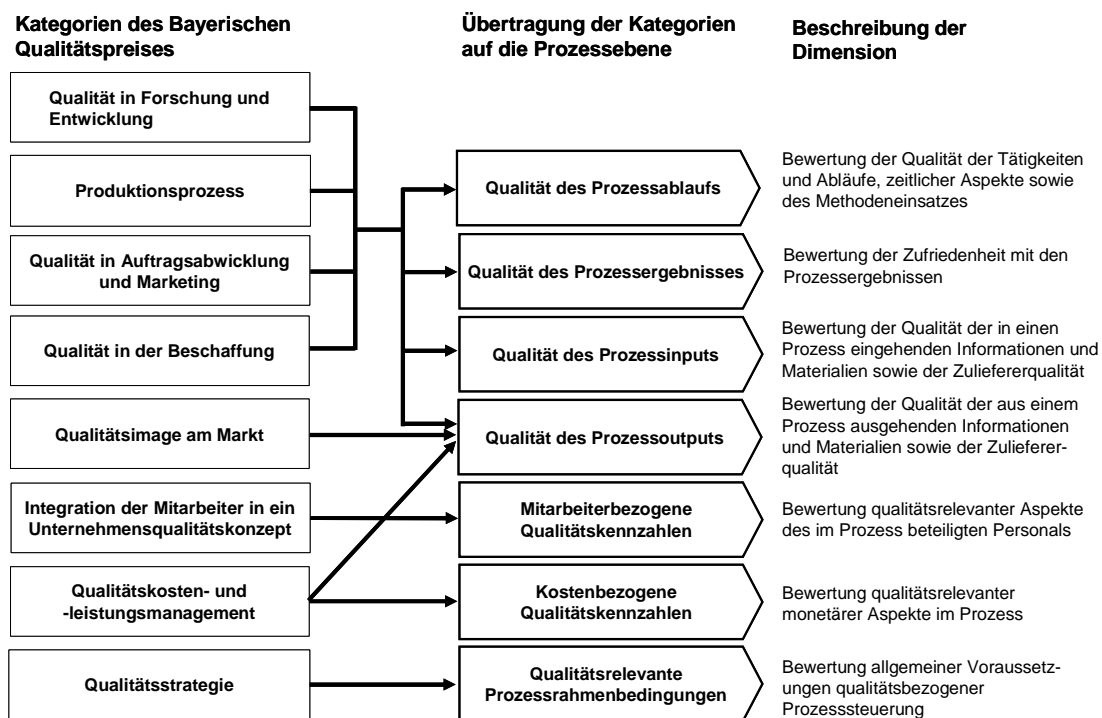 Kategorien des Bayerischen
Qualitätspreises
Übertragung der Kategorien
auf die Prozessebene
Beschreibung der
Dimension
Qualität in Forschung und
Entwicklung
Produktionsprozess
Qualität in Auftragsabwicklung
und Marketing
Qualität in der Beschaffung
Qualitätsimage am Markt
Integration der Mitarbeiter in ein
Unternehmensqualitätskonzept
Qualitätskosten- und
-leistungsmanagement
Qualitätsstrategie
Qualität des Prozessablaufs
Qualität des Prozessergebnisses
Qualität des Prozessinputs
Qualität des Prozessoutputs
Mitarbeiterbezogene
Qualitätskennzahlen
Kostenbezogene
Qualitätskennzahlen
Qualitätsrelevante
Prozessrahmenbedingungen
Bewertung der Qualität der Tätigkeiten
und Abläufe, zeitlicher Aspekte sowie
des Methodeneinsatzes
Bewertung der Zufriedenheit mit den
Prozessergebnissen
Bewertung der Qualität der in einen
Prozess eingehenden Informationen und
Materialien sowie der Zuliefererqualität
Bewertung der Qualität der aus einem
Prozess ausgehenden Informationen
und Materialien sowie der Zulieferer-
qualität
Bewertung qualitätsrelevanter Aspekte
des im Prozess beteiligten Personals
Bewertung qualitätsrelevanter
monetärer Aspekte im Prozess
Bewertung allgemeiner Voraussetz-
ungen qualitätsbezogener
Prozesssteuerung